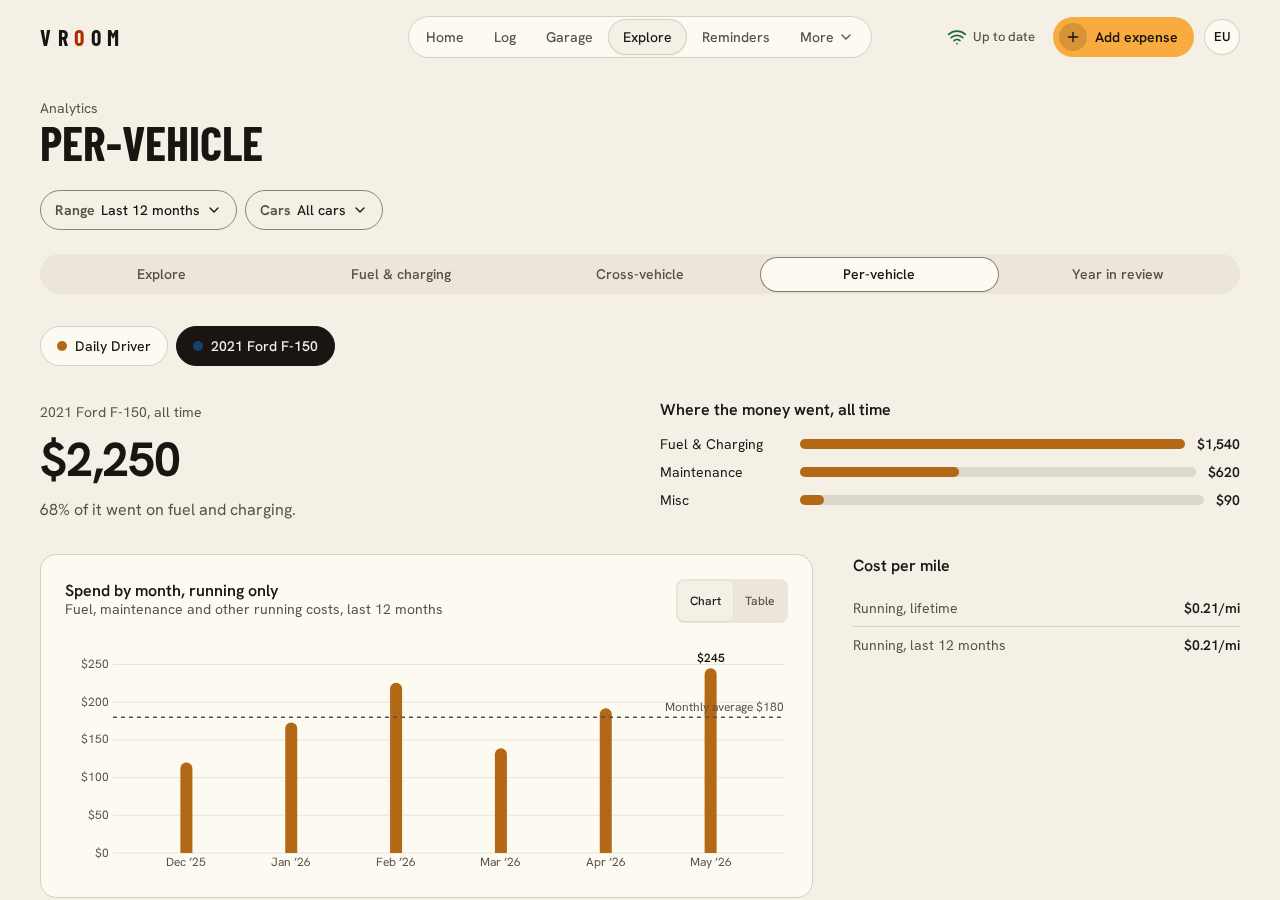 VROOM
Home
Log
Garage
Explore
Reminders
More
Up to date
Add expense
EU
Analytics
PER-VEHICLE
Range Last 12 months
Cars All cars
Explore
Fuel & charging
Cross-vehicle
Per-vehicle
Year in review
Daily Driver
2021 Ford F-150
2021 Ford F-150, all time
$2,250
68% of it went on fuel and charging.
Where the money went, all time
Fuel & Charging $1,540
Maintenance $620
Misc $90
Spend by month, running only
Fuel, maintenance and other running costs, last 12 months
Chart
Table
$250
$200
$150
$100
$50
$0
$245
Monthly average $180
Dec ’25
Jan ’26
Feb ’26
Mar ’26
Apr ’26
May ’26
Cost per mile
Running, lifetime $0.21/mi
Running, last 12 months $0.21/mi